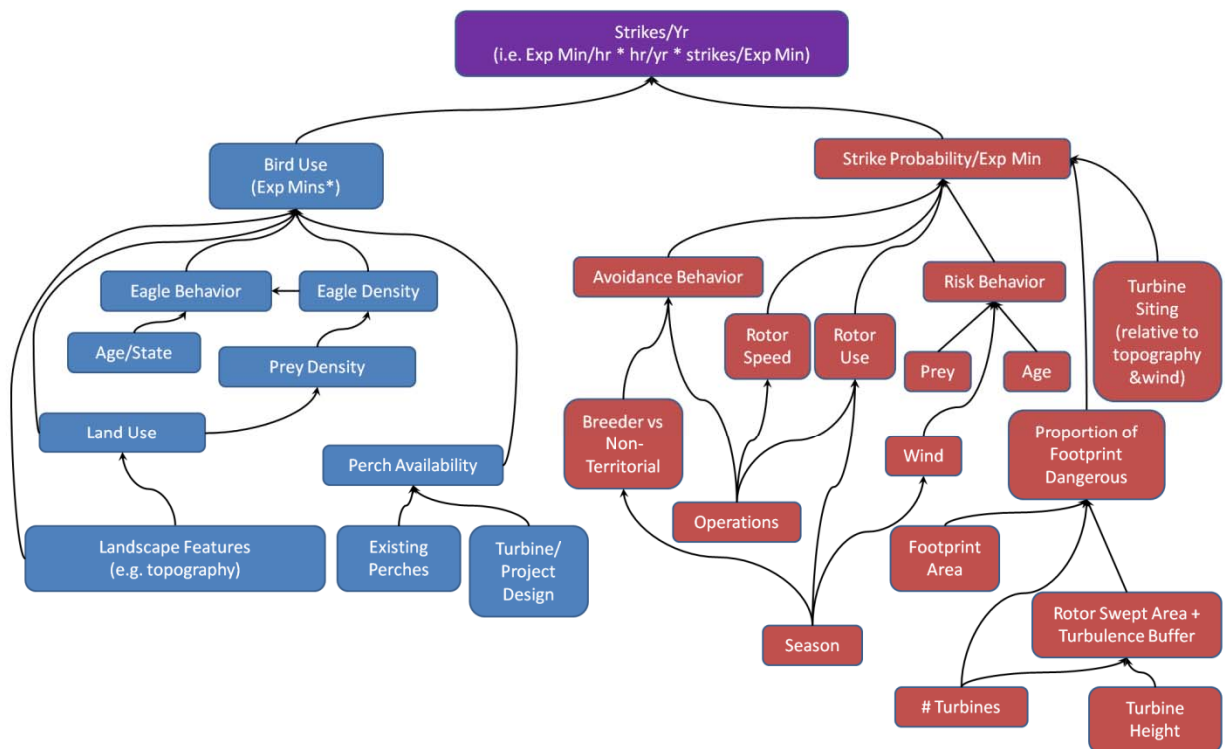 Strikes/Yr
(i.e. Exp Min/hr * hr/yr * strikes/Exp Min)
Bird Use
(Exp Mins*)
Strike Probability/Exp Min
Eagle Behavior
Eagle Density
Age/State
Prey Density
Land Use
Perch Availability
Landscape Features
(e.g. topography)
Existing
Perches
Turbine/
Project
Design
Avoidance Behavior
Rotor
Speed
Rotor
Use
Risk Behavior
Turbine
Siting
(relative to
topography
&wind)
Prey
Age
Breeder vs
Non-
Territorial
Wind
Proportion of
Footprint
Dangerous
Operations
Footprint
Area
Season
Rotor Swept Area +
Turbulence Buffer
# Turbines
Turbine
Height